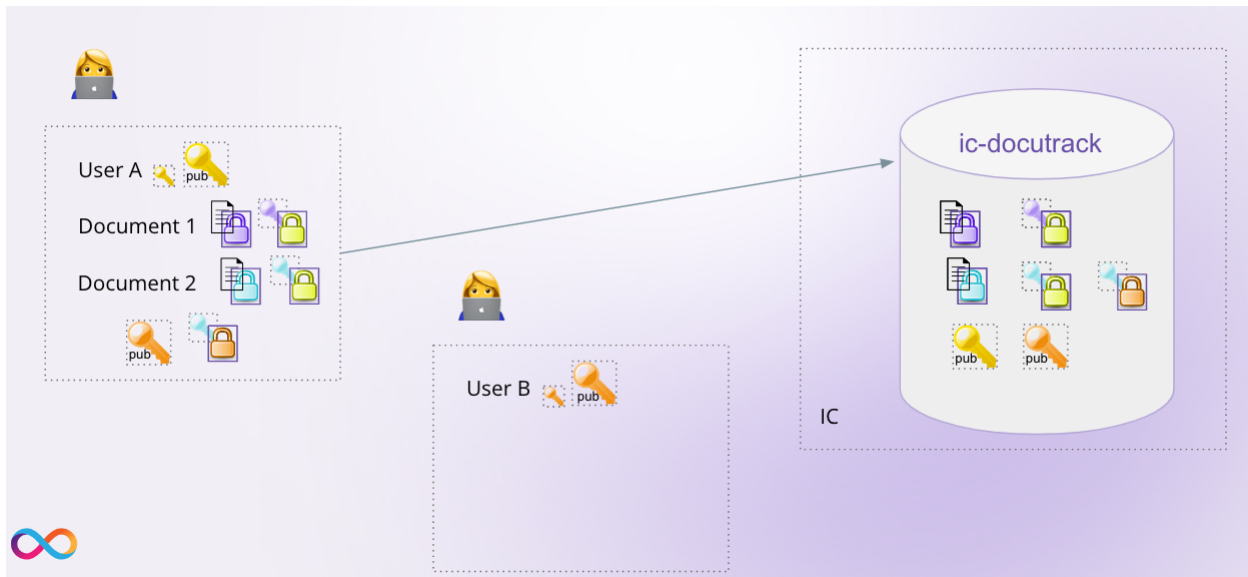 User A
pub
Document 1
Document 2
pub
User B
pub
ic-docutrack
pub
pub
IC